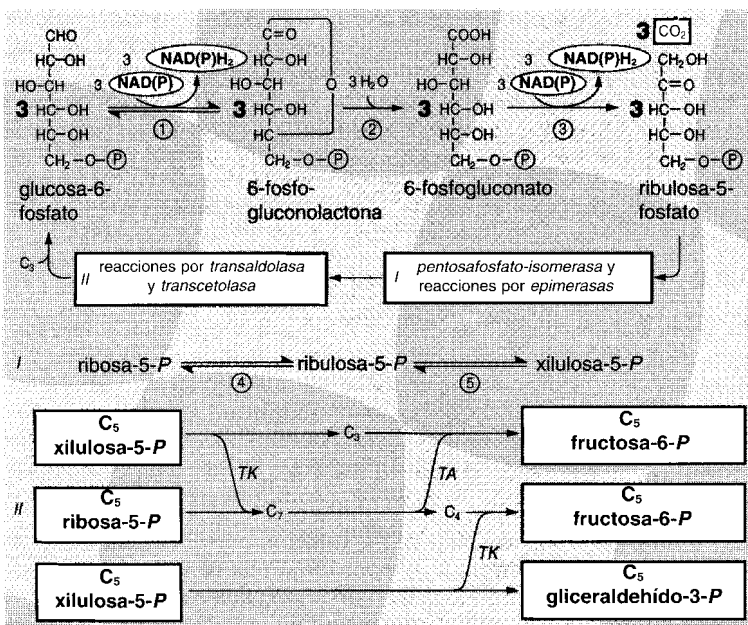 CHO
HC-OH
HO-CH
3 HC-OH
HC-OH
CH₂-O-P
glucosa-6-
fosfato
3 NAD(P)H₂
3 NAD(P)
1
C=O
HC-OH
HO-CH
O
3 HC-OH
HC
CH₂-O-P
6-fosfo-
gluconolactona
3 H₂O
2
COOH
HC-OH
HO-CH
3 HC-OH
HC-OH
CH₂-O-P
6-fosfogluconato
3 NAD(P)H₂
3 NAD(P)
3
3 CO₂
CH₂OH
C=O
3 HC-OH
HC-OH
CH₂-O-P
ribulosa-5-
fosfato
C₃
II reacciones por transaldolasa
y transcetolasa
I pentosafosfato-isomerasa y
reacciones por epimerasas
I ribosa-5-P 4 ribulosa-5-P 5 xilulosa-5-P
C₅
xilulosa-5-P
C₃
C₅
fructosa-6-P
TK
TA
II
C₅
ribosa-5-P
C₇
C₄
C₅
fructosa-6-P
TK
C₅
xilulosa-5-P
C₅
gliceraldehído-3-P